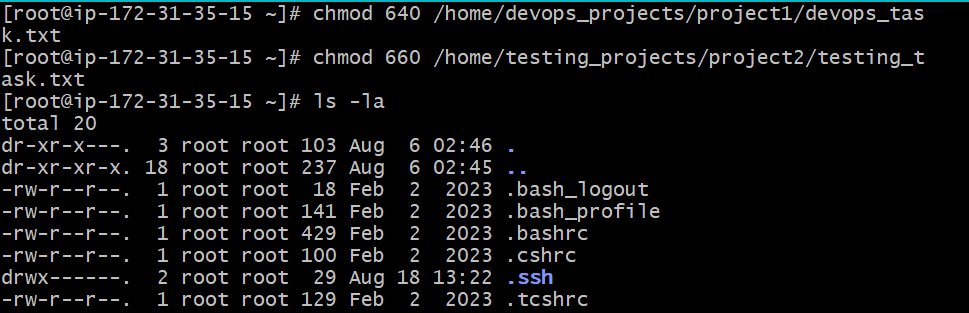 [root@ip-172-31-35-15 ~]# chmod 640 /home/devops_projects/project1/devops_tas
k.txt
[root@ip-172-31-35-15 ~]# chmod 660 /home/testing_projects/project2/testing_t
ask.txt
[root@ip-172-31-35-15 ~]# ls -la
total 20
dr-xr-x---.  3 root root 103 Aug  6 02:46 .
dr-xr-xr-x. 18 root root 237 Aug  6 02:45 ..
-rw-r--r--.  1 root root  18 Feb  2  2023 .bash_logout
-rw-r--r--.  1 root root 141 Feb  2  2023 .bash_profile
-rw-r--r--.  1 root root 429 Feb  2  2023 .bashrc
-rw-r--r--.  1 root root 100 Feb  2  2023 .cshrc
drwx------.  2 root root  29 Aug 18 13:22 .ssh
-rw-r--r--.  1 root root 129 Feb  2  2023 .tcshrc